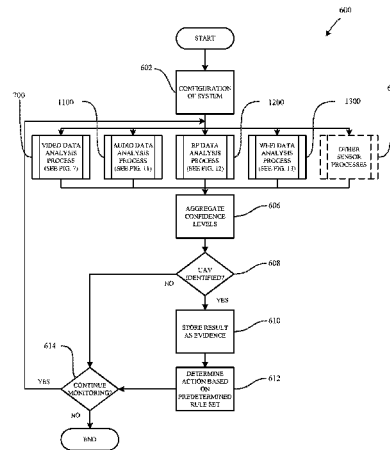 600
START
602
CONFIGURATION
OF SYSTEM
700
1100
1200
1300
6
VIDEO DATA
ANALYSIS
PROCESS
(SEE FIG. 7)
AUDIO DATA
ANALYSIS
PROCESS
(SEE FIG. 11)
RF DATA
ANALYSIS
PROCESS
(SEE FIG. 12)
WI-FI DATA
ANALYSIS
PROCESS
(SEE FIG. 13)
OTHER
SENSOR
PROCESSES
AGGREGATE
CONFIDENCE
LEVELS
606
UAV
IDENTIFIED?
608
NO
YES
STORE RESULT
AS EVIDENCE
610
614
CONTINUE
MONITORING?
YES
DETERMINE
ACTION BASED
ON
PREDETERMINED
RULE SET
612
NO
END